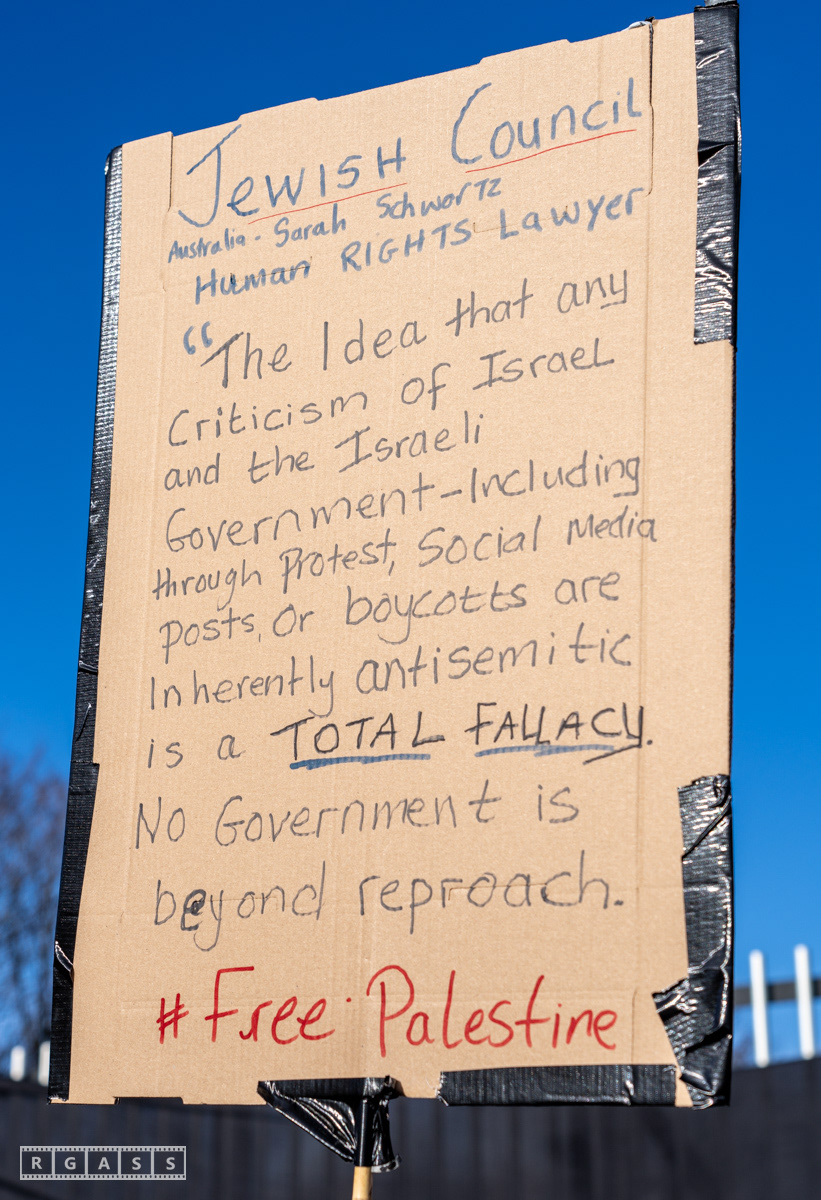 Jewish Council
Australia - Sarah Schwortz
Human RIGHTS Lawyer
“The Idea that any
Criticism of Israel
and the Israeli
Government-Including
through Protest, Social Media
posts, Or boycotts are
Inherently antisemitic
is a TOTAL FALLACY.
No Government is
beyond reproach.
# Free Palestine
RGASS